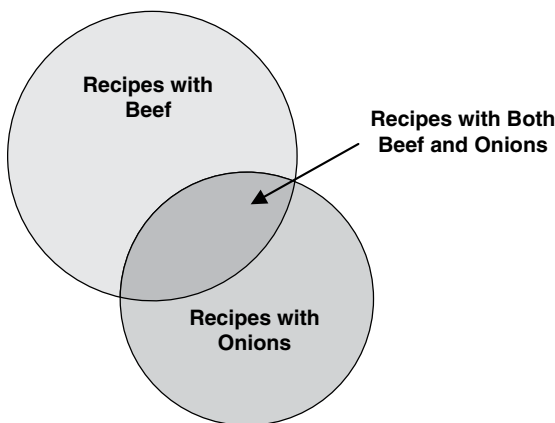 Recipes with
Beef
Recipes with Both
Beef and Onions
Recipes with
Onions